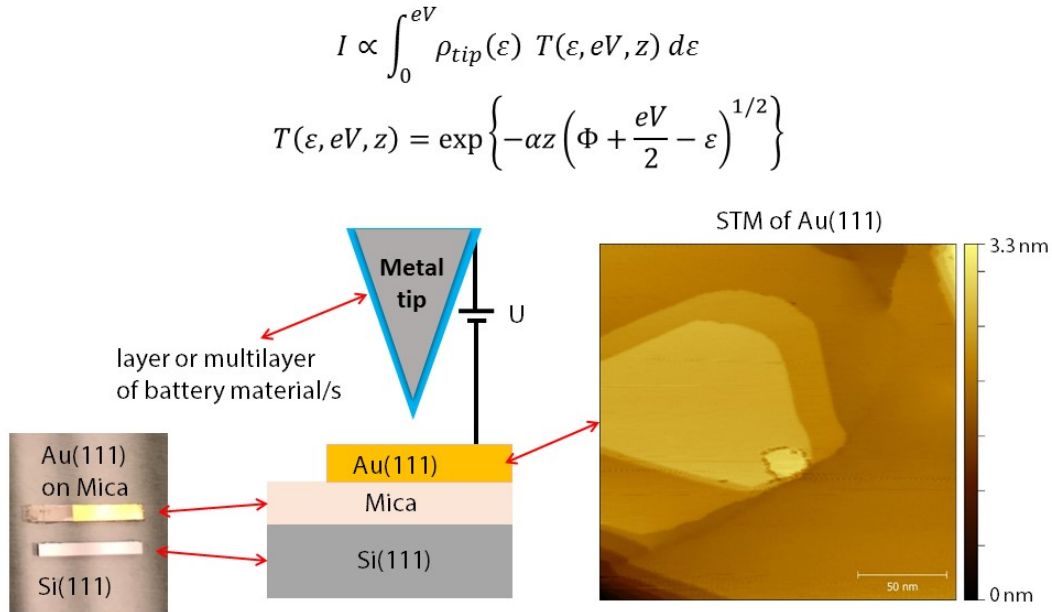 I ∝ ∫₀^{eV} ρ_{tip}(ε) T(ε, eV, z) dε
T(ε, eV, z) = exp{−αz(Φ + eV/2 − ε)^{1/2}}
STM of Au(111)
Metal
tip
U
layer or multilayer
of battery material/s
3.3 nm
Au(111)
on Mica
Au(111)
Mica
Si(111)
Si(111)
50 nm
0 nm